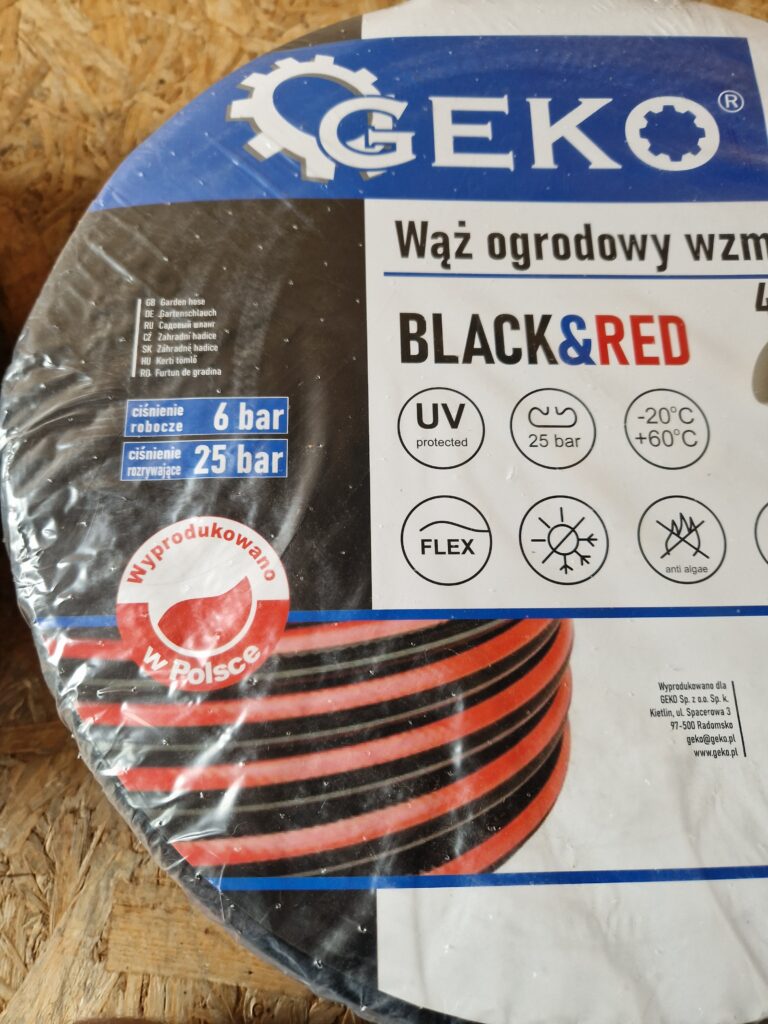 GEKO®
Wąż ogrodowy wzm
BLACK&RED
GB Garden hose
DE Gartenschlauch
RU Садовый шланг
CZ Zahradní hadice
SK Záhradné hadice
HU Kerti tömlő
RO Furtun de gradina
ciśnienie robocze 6 bar
ciśnienie rozrywające 25 bar
UV
protected
25 bar
-20°C
+60°C
FLEX
anti algae
Wyprodukowano
w Polsce
Wyprodukowano dla
GEKO Sp. z o.o. Sp. k.
Kietlin, ul. Spacerowa 3
97-500 Radomsko
geko@geko.pl
www.geko.pl